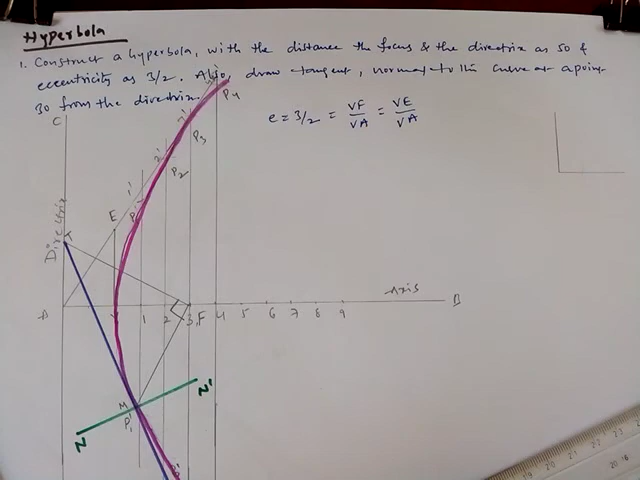 Hyperbola
1. Construct a hyperbola, with the distance the focus & the directrix as 50 &
eccentricity as 3/2. Also, draw tangent, normal to the curve at a point
30 from the directrix.
e = 3/2 = VF/VA = VE/VA
C
P4
3'
P3
2'
P2
1'
P1
E
Directrix
T
A
V 1 2 3,F 4 5 6 7 8 9
Axis
B
M
P1'
N'
N
P2'